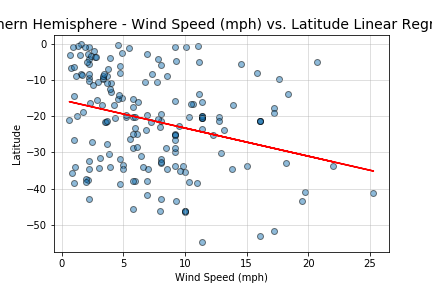 nern Hemisphere - Wind Speed (mph) vs. Latitude Linear Regr
0
−10
−20
−30
−40
−50
Latitude
0 5 10 15 20 25
Wind Speed (mph)